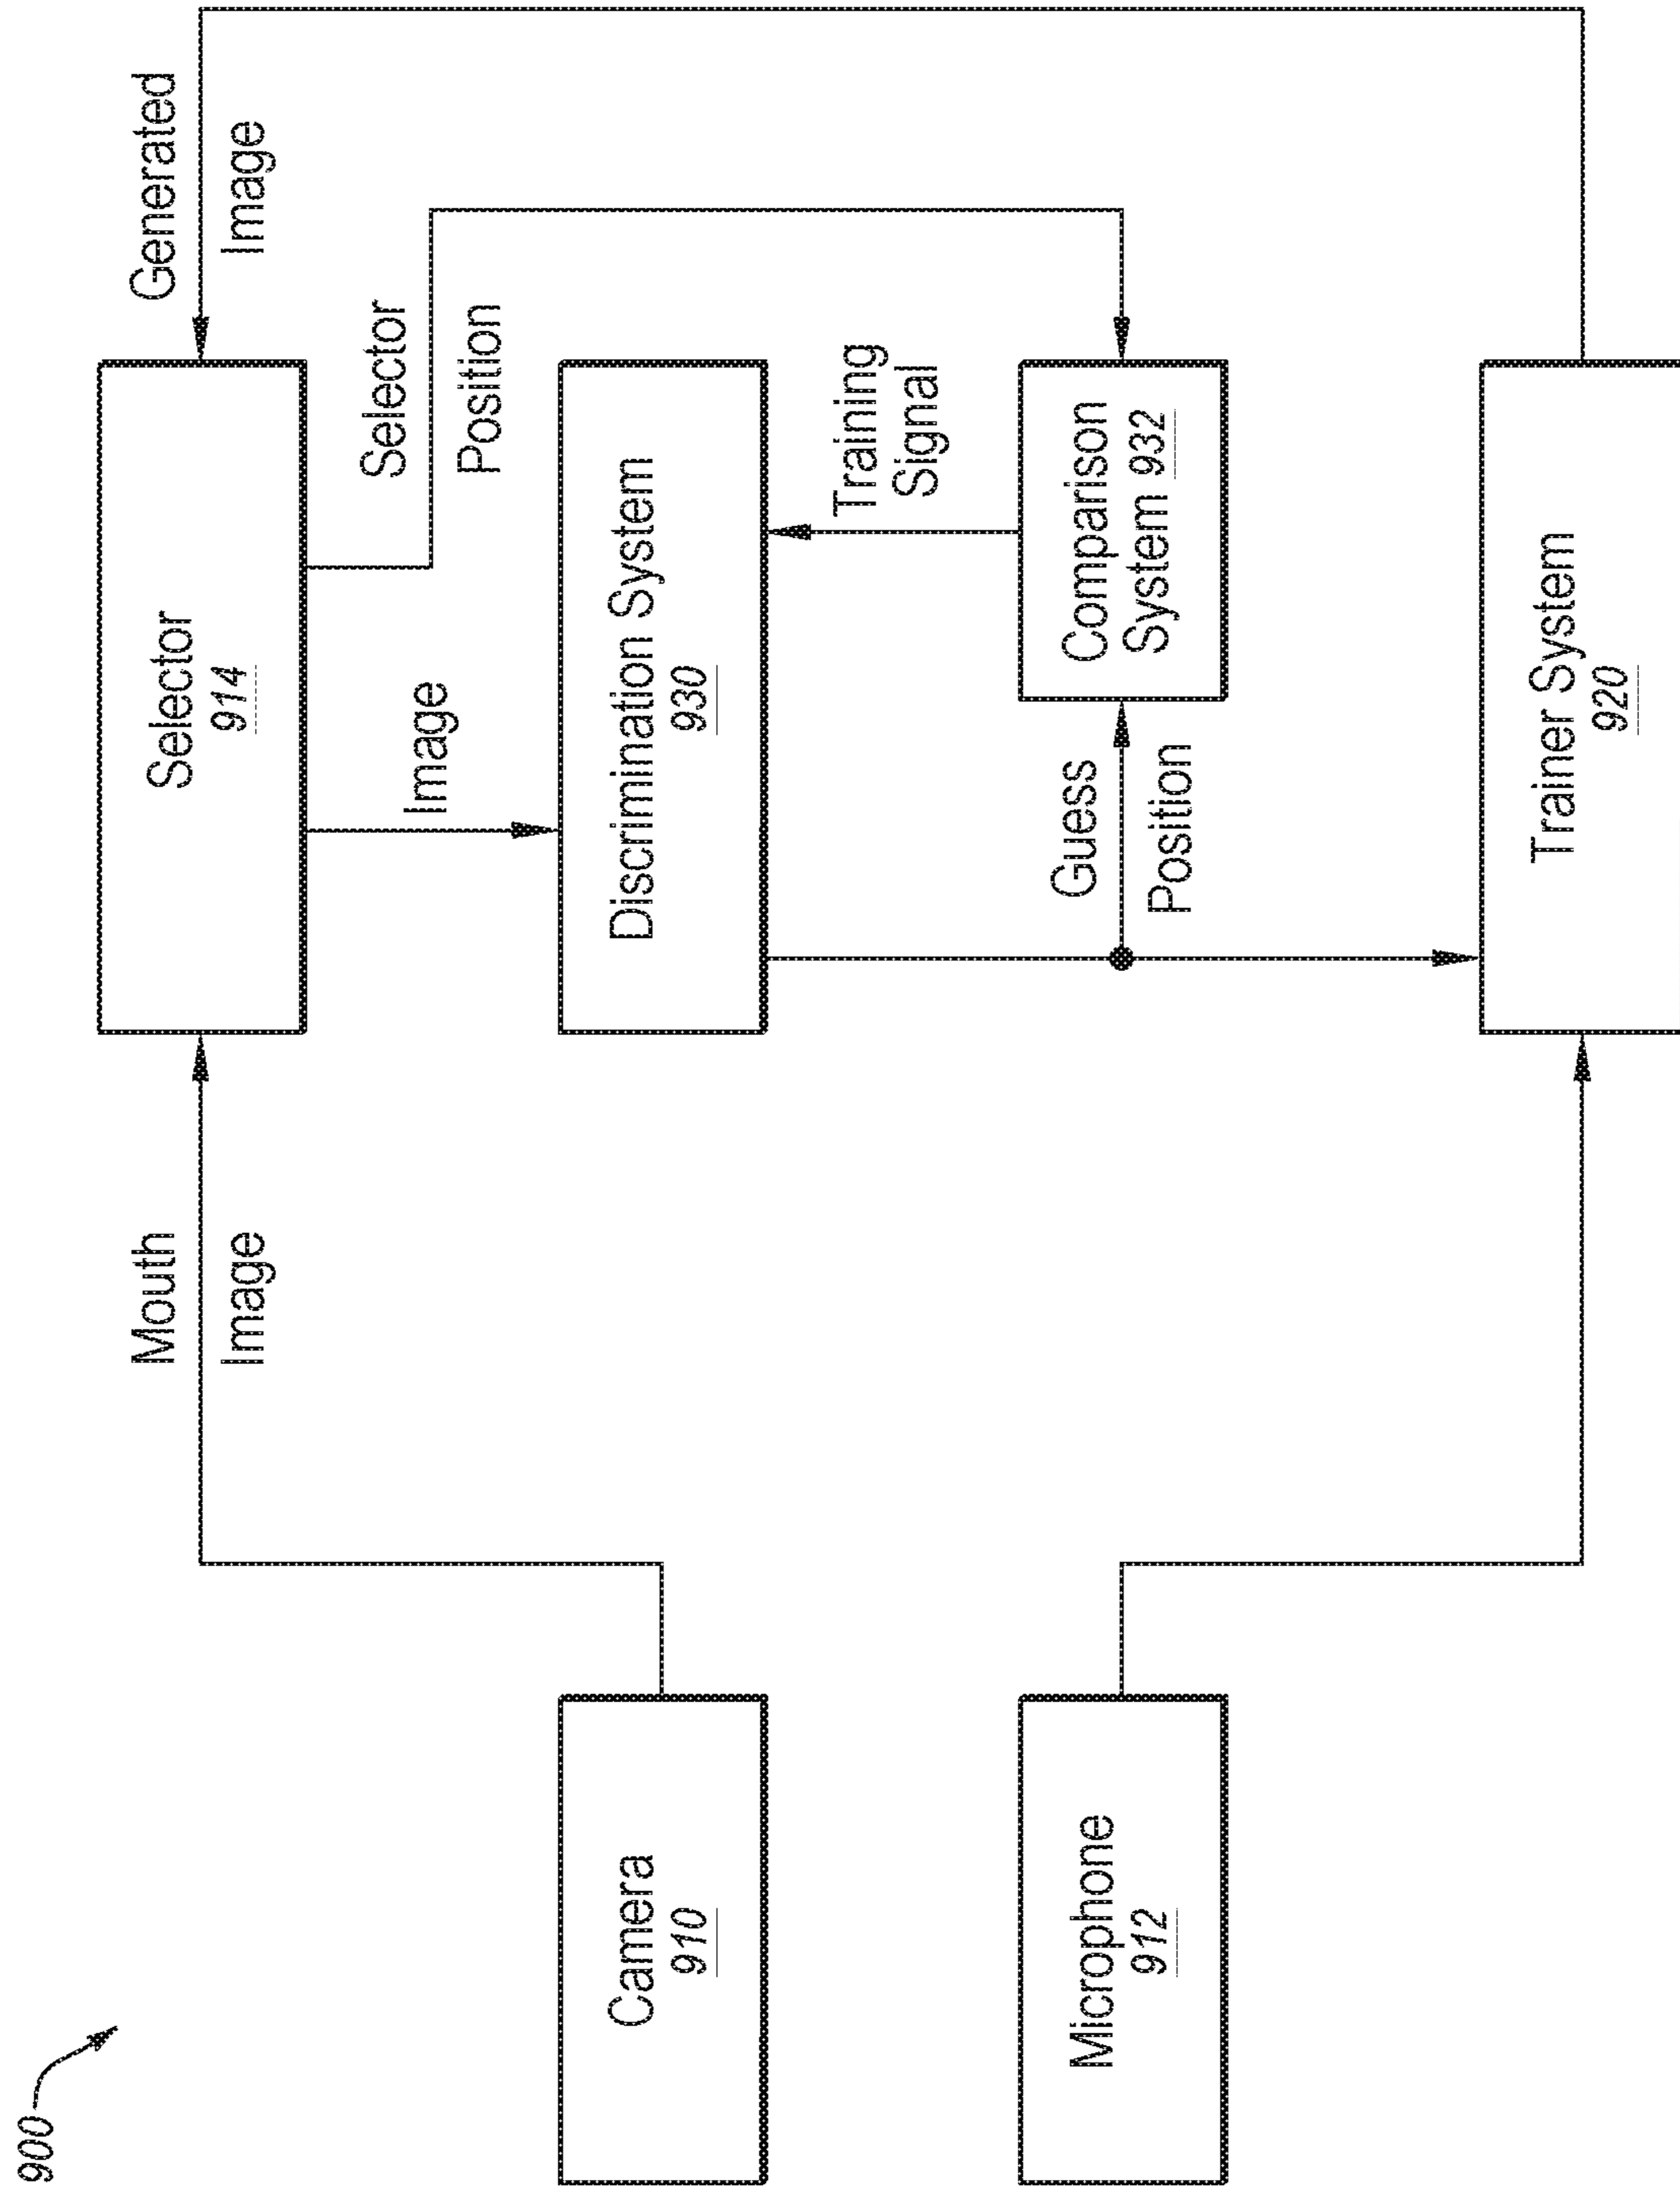 900
Camera
910
Microphone
912
Mouth
Image
Selector
914
Generated
Image
Image
Selector
Position
Discrimination System
930
Training
Signal
Guess
Position
Comparison
System 932
Trainer System
920